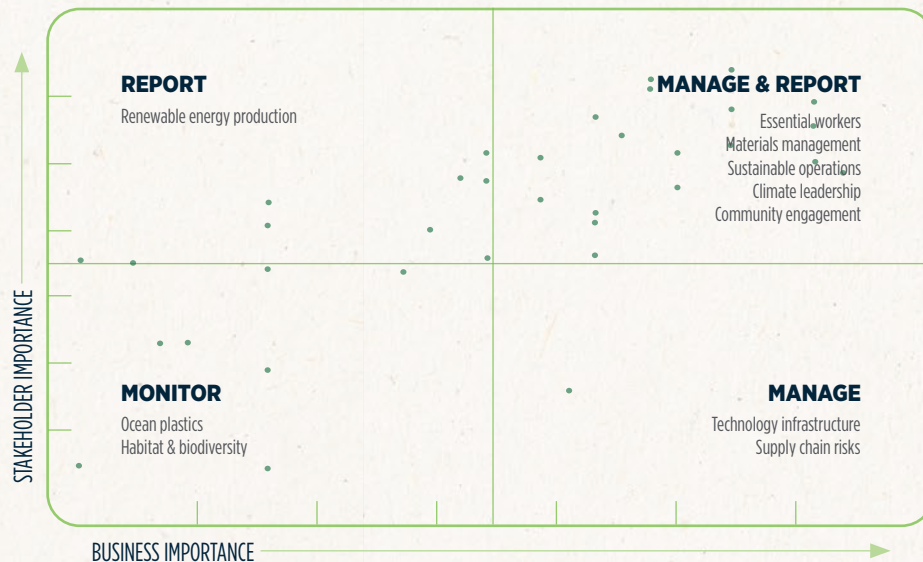 REPORT
Renewable energy production
MANAGE & REPORT
Essential workers
Materials management
Sustainable operations
Climate leadership
Community engagement
STAKEHOLDER IMPORTANCE
MONITOR
Ocean plastics
Habitat & biodiversity
MANAGE
Technology infrastructure
Supply chain risks
BUSINESS IMPORTANCE